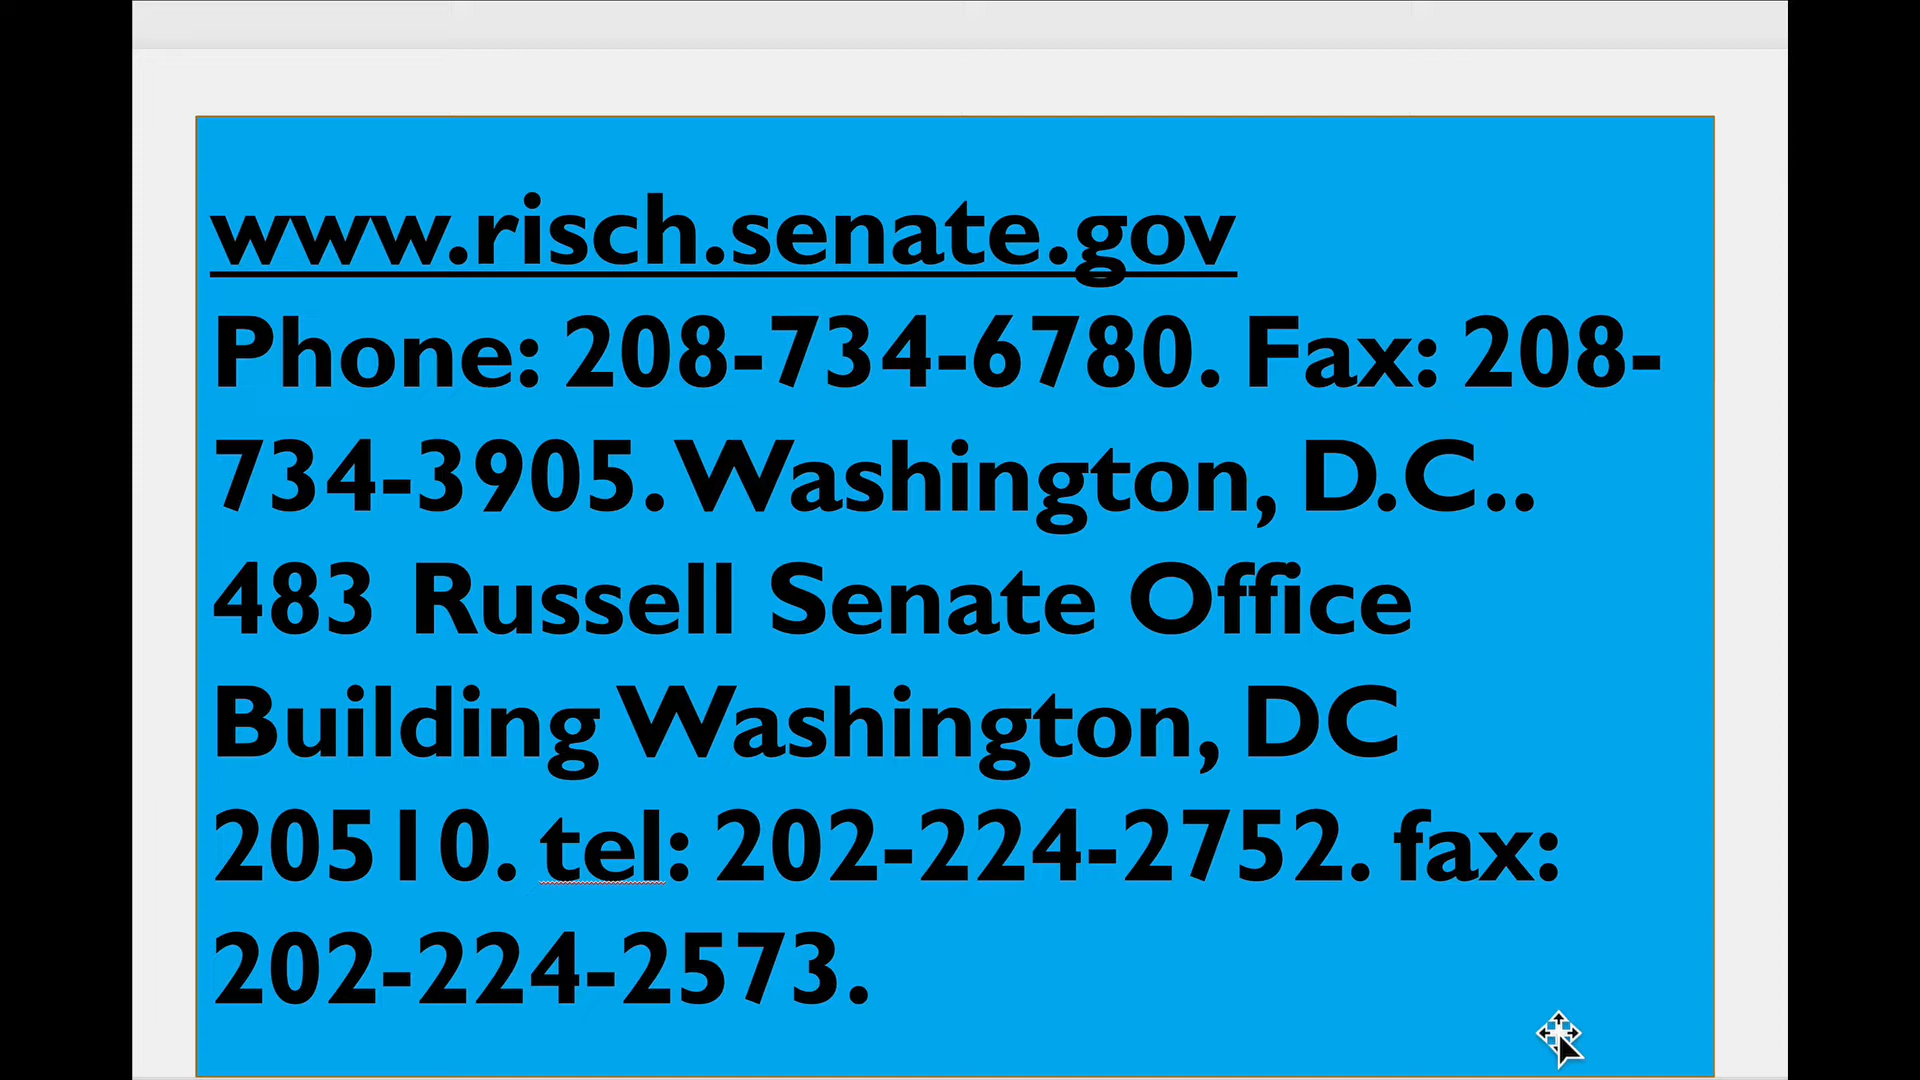 www.risch.senate.gov
Phone: 208-734-6780. Fax: 208-
734-3905. Washington, D.C..
483 Russell Senate Office
Building Washington, DC
20510. tel: 202-224-2752. fax:
202-224-2573.